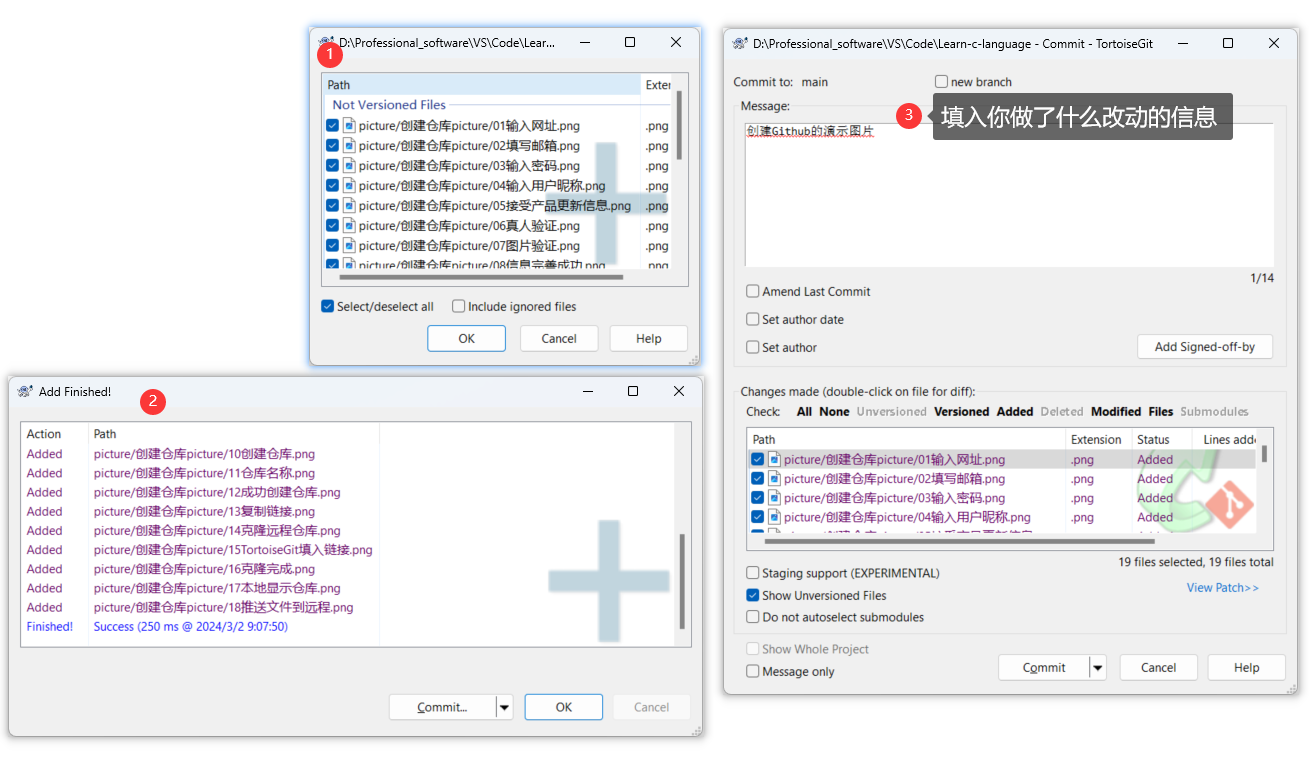 1
D:\Professional_software\VS\Code\Lear...
Path
Exter
Not Versioned Files
picture/创建仓库picture/01输入网址.png .png
picture/创建仓库picture/02填写邮箱.png .png
picture/创建仓库picture/03输入密码.png .png
picture/创建仓库picture/04输入用户昵称.png .png
picture/创建仓库picture/05接受产品更新信息.png .png
picture/创建仓库picture/06真人验证.png .png
picture/创建仓库picture/07图片验证.png .png
picture/创建仓库picture/08信息完善成功.png .png
Select/deselect all
Include ignored files
OK
Cancel
Help
Add Finished!
2
Action Path
Added picture/创建仓库picture/10创建仓库.png
Added picture/创建仓库picture/11仓库名称.png
Added picture/创建仓库picture/12成功创建仓库.png
Added picture/创建仓库picture/13复制链接.png
Added picture/创建仓库picture/14克隆远程仓库.png
Added picture/创建仓库picture/15TortoiseGit填入链接.png
Added picture/创建仓库picture/16克隆完成.png
Added picture/创建仓库picture/17本地显示仓库.png
Added picture/创建仓库picture/18推送文件到远程.png
Finished! Success (250 ms @ 2024/3/2 9:07:50)
Commit...
OK
Cancel
D:\Professional_software\VS\Code\Learn-c-language - Commit - TortoiseGit
Commit to: main
new branch
Message:
3
填入你做了什么改动的信息
创建Github的演示图片
1/14
Amend Last Commit
Set author date
Set author
Add Signed-off-by
Changes made (double-click on file for diff):
Check: All None Unversioned Versioned Added Deleted Modified Files Submodules
Path Extension Status Lines adde
picture/创建仓库picture/01输入网址.png .png Added
picture/创建仓库picture/02填写邮箱.png .png Added
picture/创建仓库picture/03输入密码.png .png Added
picture/创建仓库picture/04输入用户昵称.png .png Added
19 files selected, 19 files total
Staging support (EXPERIMENTAL)
View Patch>>
Show Unversioned Files
Do not autoselect submodules
Show Whole Project
Message only
Commit
Cancel
Help